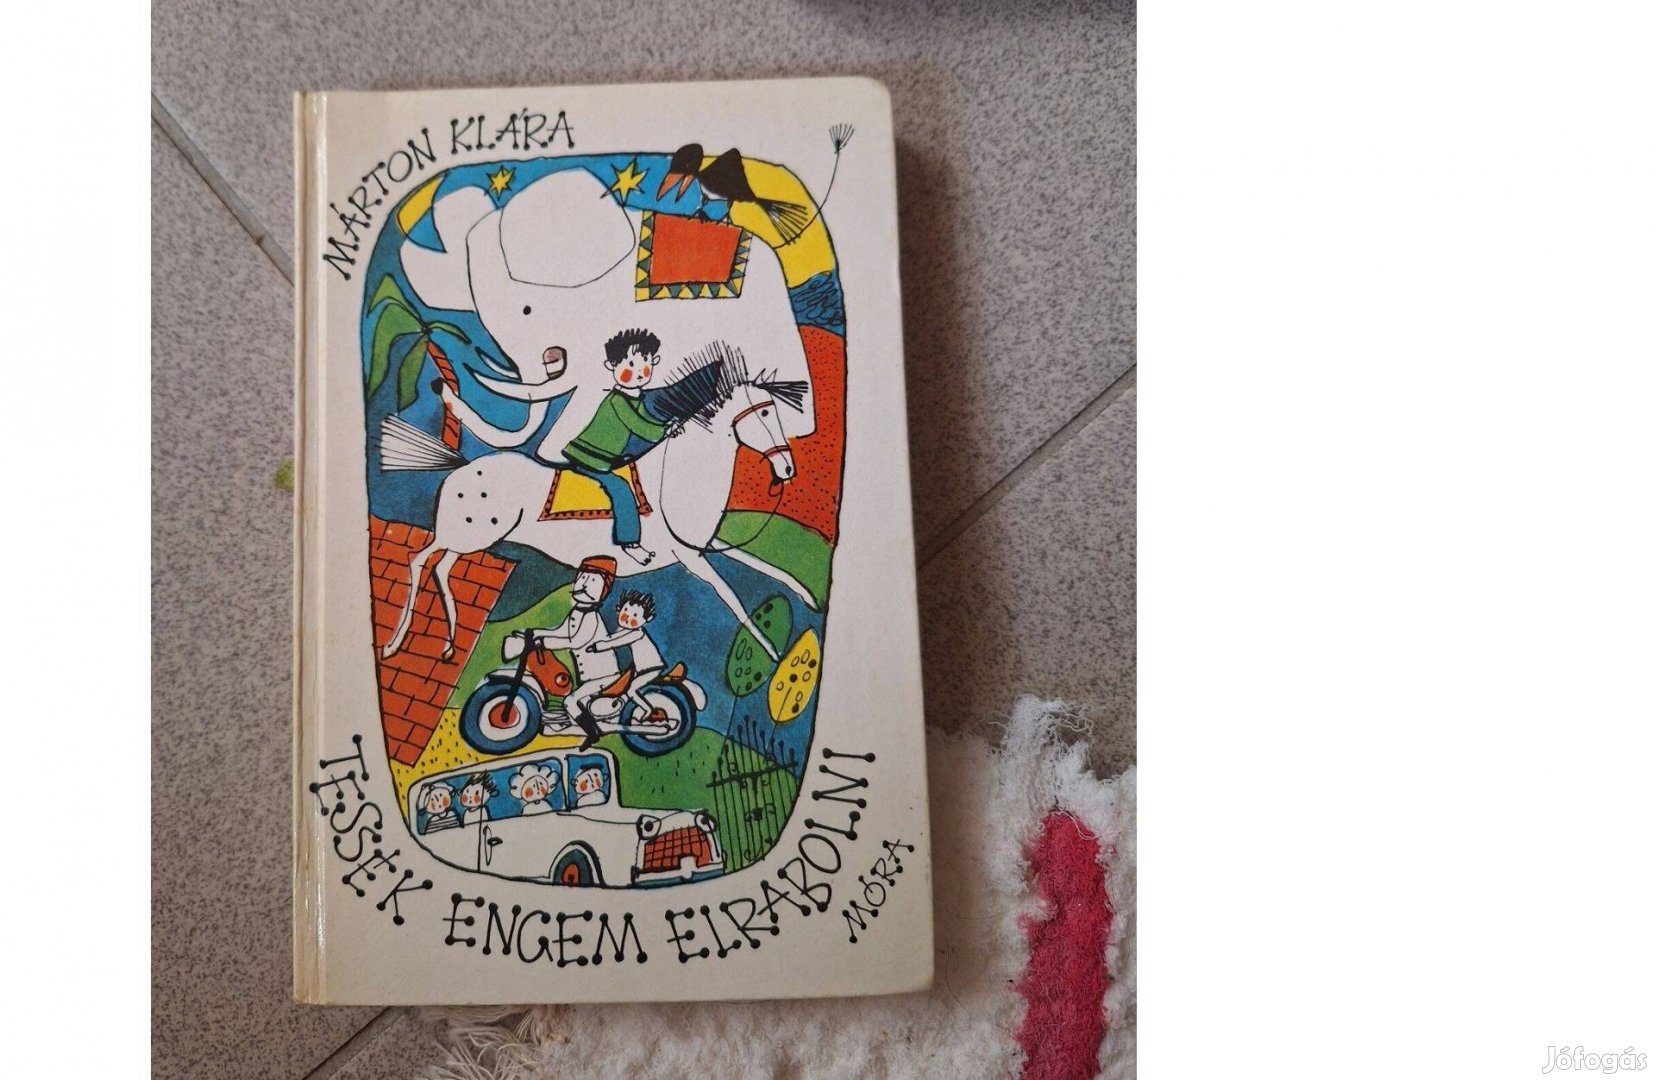 MÁRTON KLÁRA
TESSÉK ENGEM ELRABOLNI
MÓRA
Jófogás